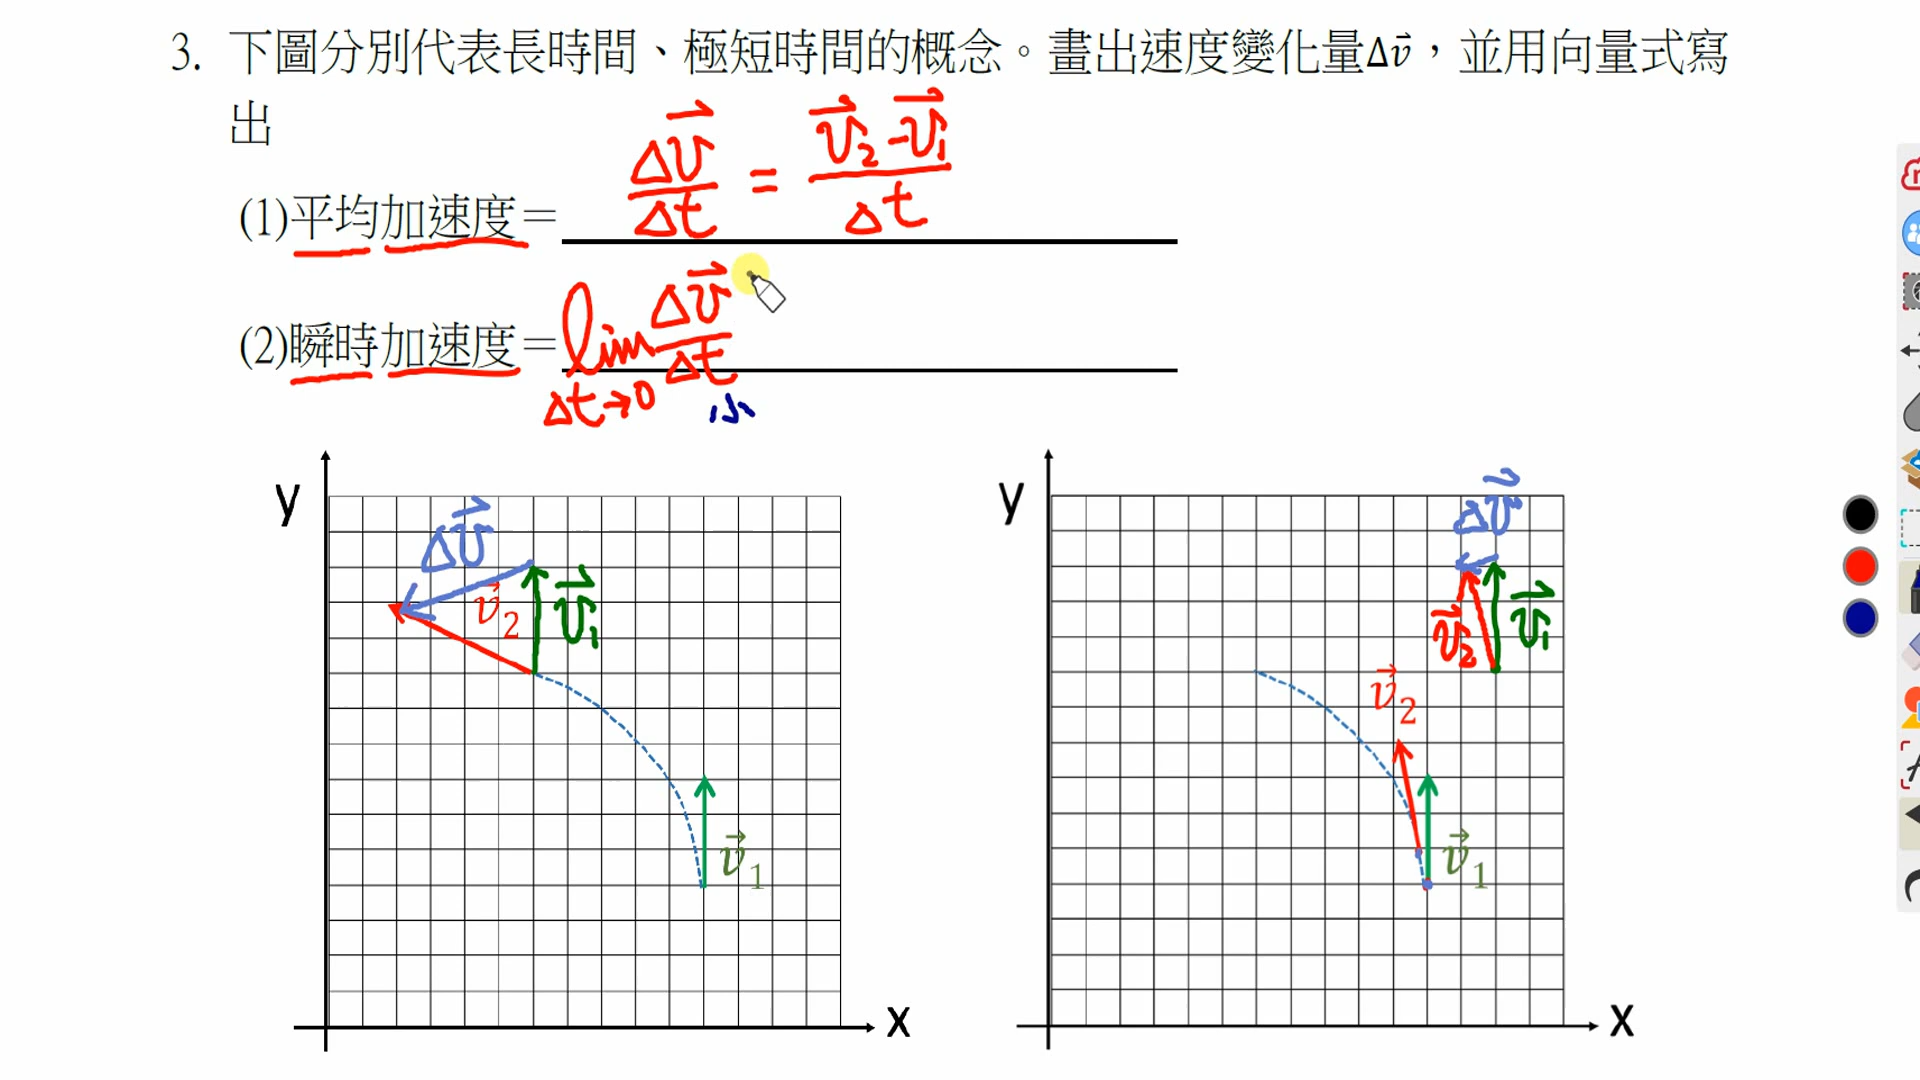 3. 下圖分別代表長時間、極短時間的概念。畫出速度變化量Δv⃗，並用向量式寫
出
(1)平均加速度= Δv⃗/Δt = (v⃗₂-v⃗₁)/Δt
(2)瞬時加速度= lim Δv⃗/Δt
Δt→0 小
y
Δv⃗
v⃗₂
v⃗₁
v⃗₁
x
y
Δv⃗
v⃗₂
v⃗₁
v⃗₂
v⃗₁
x